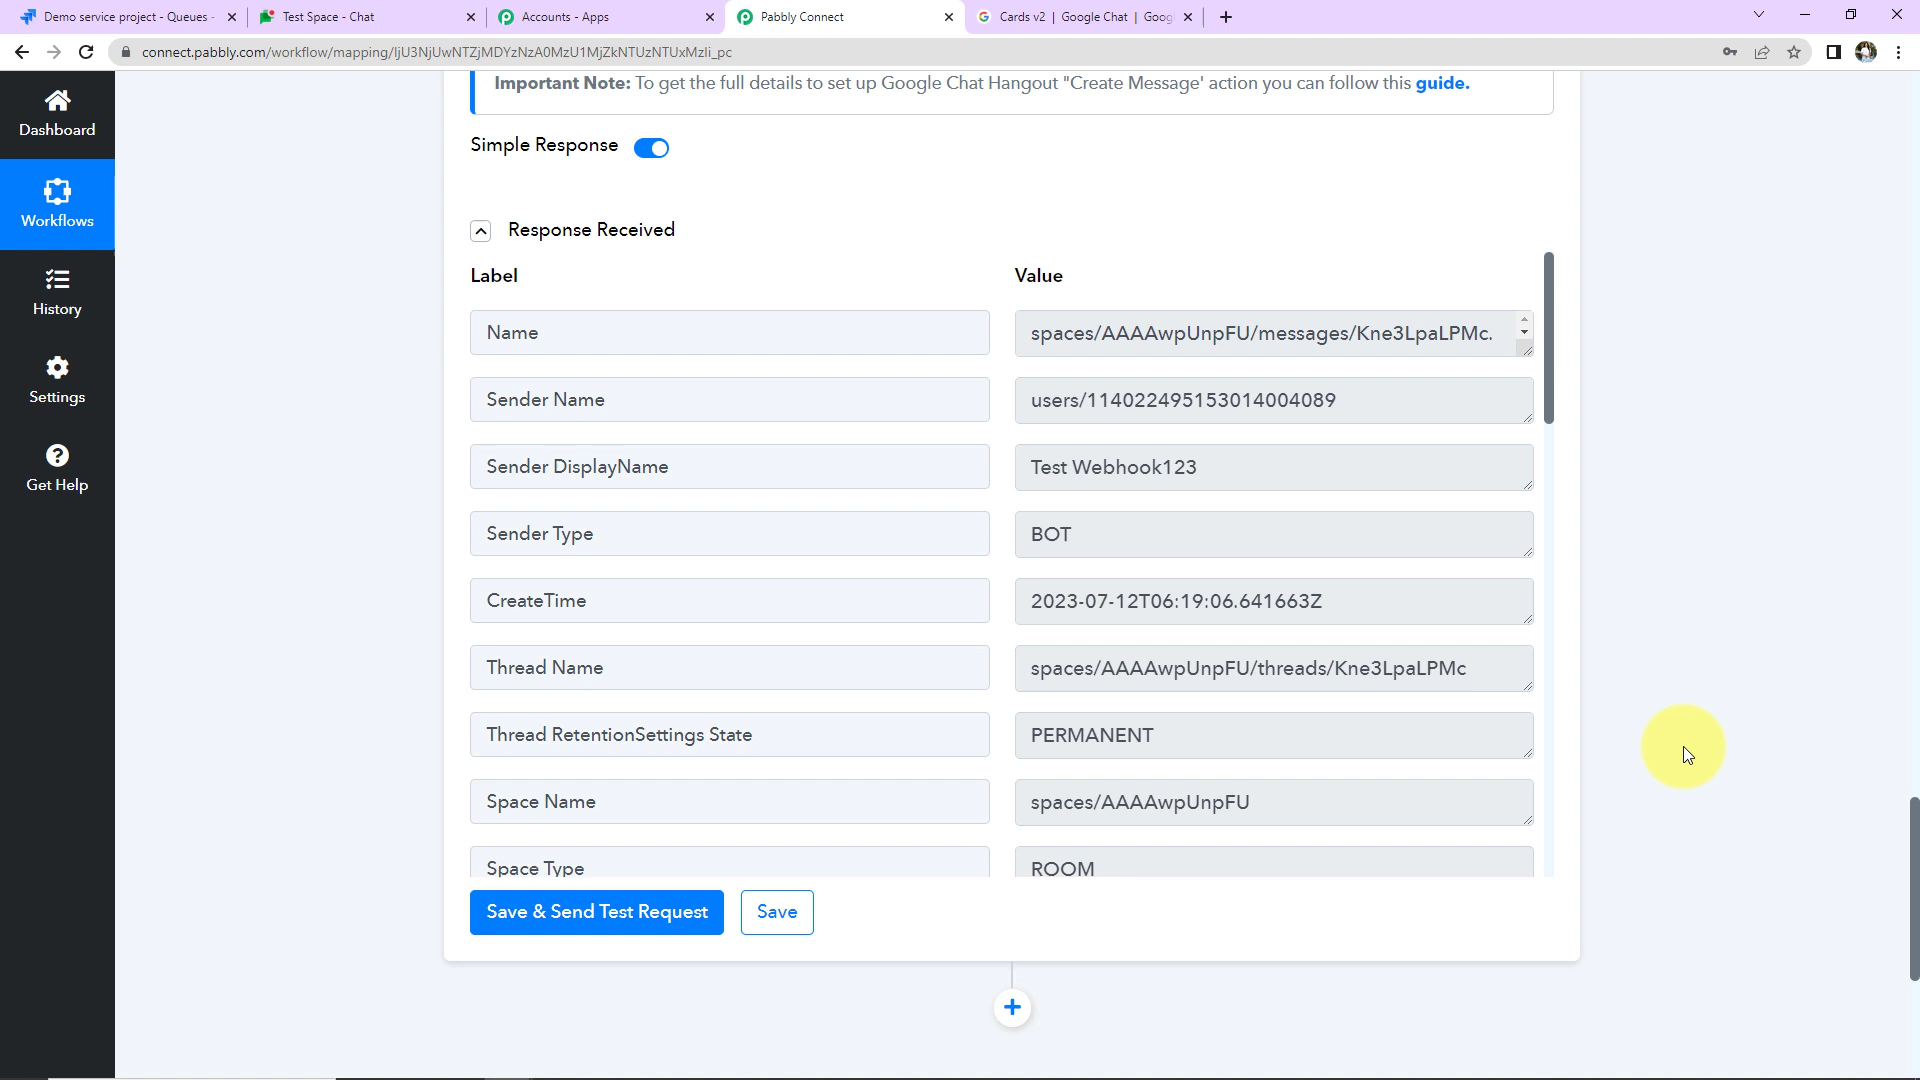 Demo service project - Queues -
Test Space - Chat
Accounts - Apps
Pabbly Connect
Cards v2 | Google Chat | Goog
connect.pabbly.com/workflow/mapping/IjU3NjUwNTZjMDYzNzA0MzU1MjZkNTUzNTUxMzIi_pc
Dashboard
Workflows
History
Settings
Get Help
Important Note: To get the full details to set up Google Chat Hangout "Create Message' action you can follow this guide.
Simple Response
Response Received
Label
Value
Name
spaces/AAAAwpUnpFU/messages/Kne3LpaLPMc.
Sender Name
users/114022495153014004089
Sender DisplayName
Test Webhook123
Sender Type
BOT
CreateTime
2023-07-12T06:19:06.641663Z
Thread Name
spaces/AAAAwpUnpFU/threads/Kne3LpaLPMc
Thread RetentionSettings State
PERMANENT
Space Name
spaces/AAAAwpUnpFU
Space Type
ROOM
Save & Send Test Request
Save